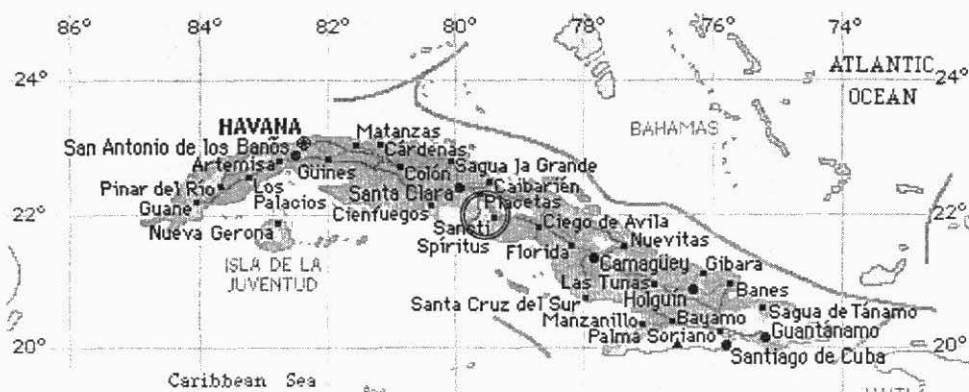 86° 84° 82° 80° 78° 76° 74°
24° 24°
ATLANTIC
OCEAN
BAHAMAS
HAVANA
Matanzas
San Antonio de los Baños
Cárdenas
Artemisa
Güines
Colón
Sagua la Grande
Pinar del Río
Los
Palacios
Santa Clara
Caibarién
Placetas
Guane
Cienfuegos
22° 22°
Nueva Gerona
Sancti
Spíritus
Ciego de Avila
Florida
Nuevitas
ISLA DE LA
JUVENTUD
Camagüey
Gibara
Las Tunas
Banes
Santa Cruz del Sur
Holguín
Sagua de Tánamo
Manzanillo
Bayamo
Guantánamo
Palma Soriano
20° 20°
Santiago de Cuba
Caribbean Sea